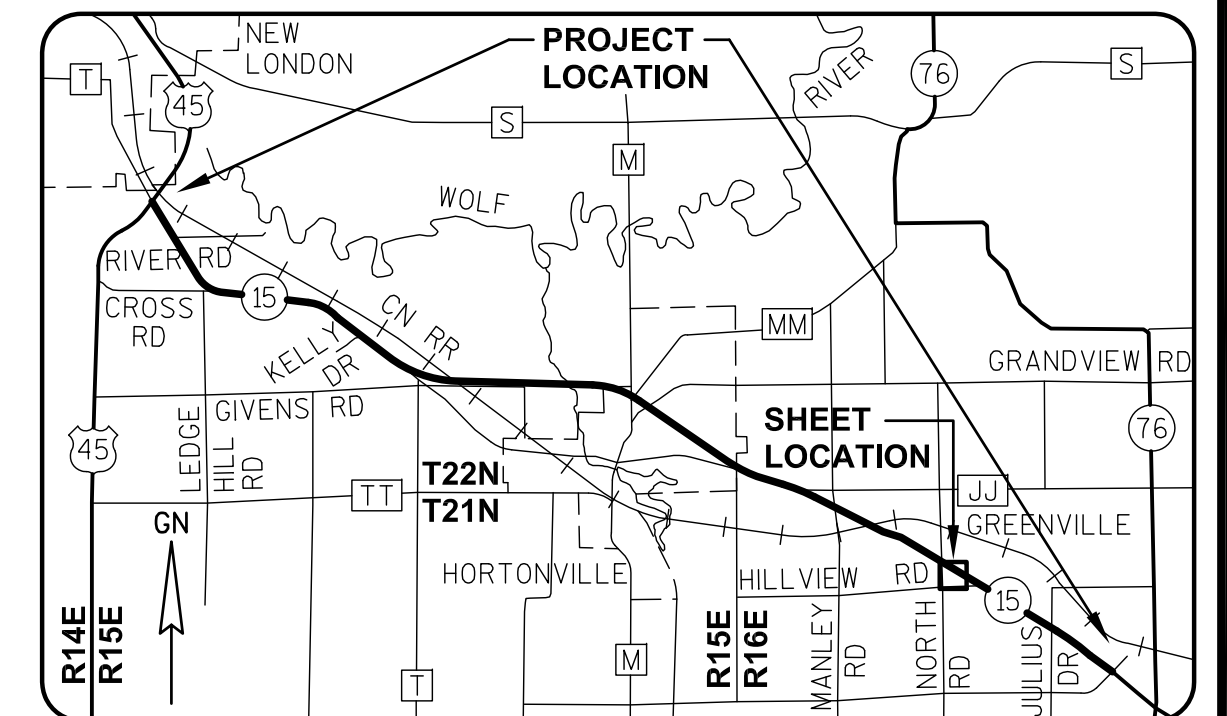 NEW
LONDON
PROJECT
LOCATION
RIVER
76
S
T
45
S
M
WOLF
RIVER RD
CROSS
RD
15
KELLY
DR
CN RR
MM
GRANDVIEW RD
LEDGE
HILL
RD
GIVENS RD
45
SHEET
LOCATION
76
T22N
T21N
TT
JJ
GN
GREENVILLE
HORTONVILLE
HILLVIEW RD
15
R14E
R15E
R15E
R16E
MANLEY
RD
NORTH
RD
JULIUS
DR
M
T